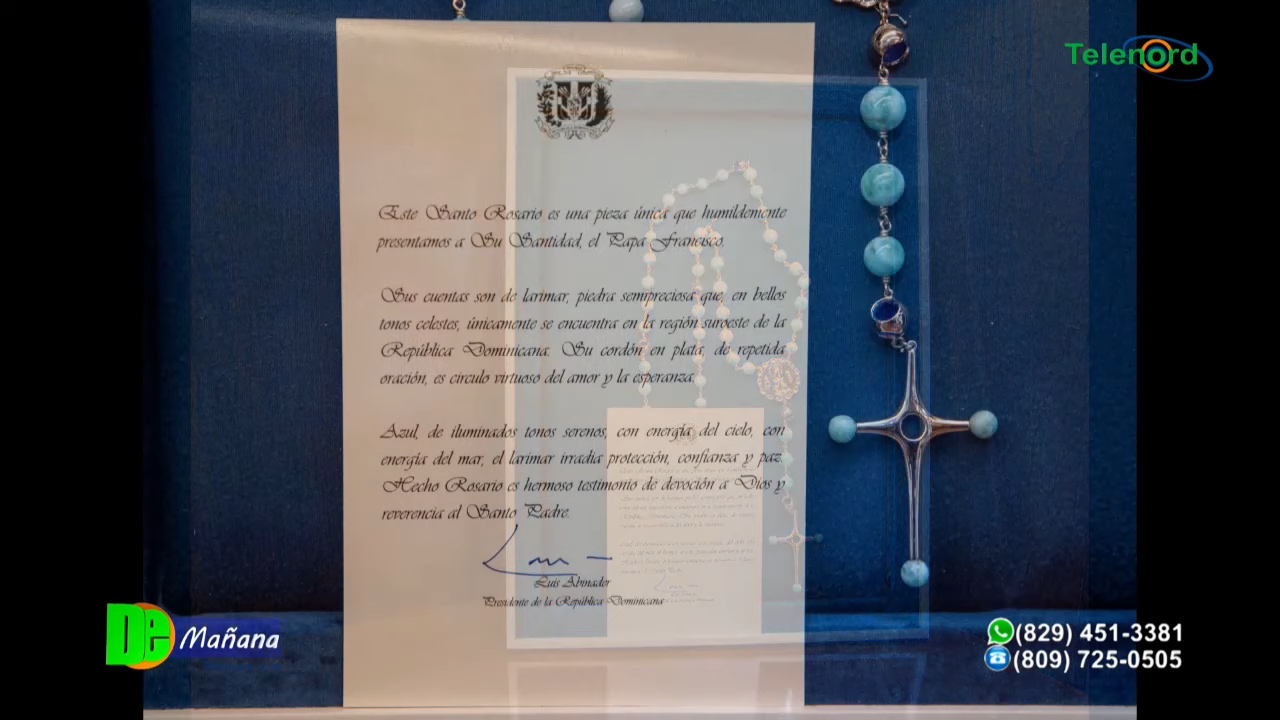 Telenord
Este Santo Rosario es una pieza única que humildemente
presentamos a Su Santidad, el Papa Francisco.
Sus cuentas son de larimar, piedra semipreciosa que, en bellos
tonos celestes, únicamente se encuentra en la región suroeste de la
República Dominicana. Su cordón en plata, de repetida
oración, es circulo virtuoso del amor y la esperanza.
Azul, de iluminados tonos serenos, con energía del cielo, con
energía del mar, el larimar irradia protección, confianza y paz.
Hecho Rosario es hermoso testimonio de devoción a Dios y
reverencia al Santo Padre.
Luis Abinader
Presidente de la República Dominicana
De Mañana
(829) 451-3381
(809) 725-0505